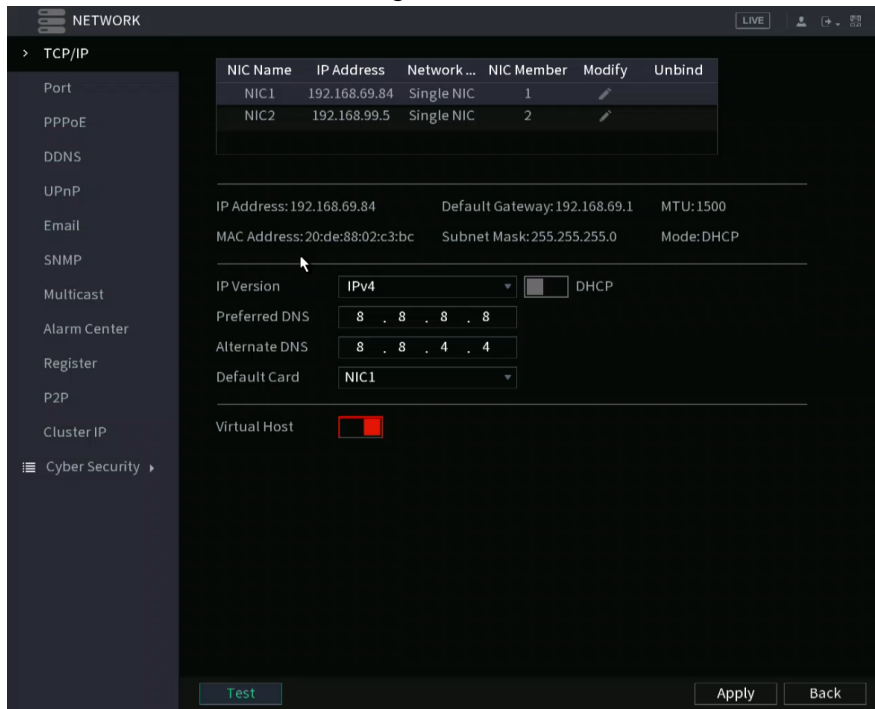 NETWORK
LIVE
> TCP/IP
Port
PPPoE
DDNS
UPnP
Email
SNMP
Multicast
Alarm Center
Register
P2P
Cluster IP
Cyber Security
NIC Name IP Address Network ... NIC Member Modify Unbind
NIC1 192.168.69.84 Single NIC 1
NIC2 192.168.99.5 Single NIC 2
IP Address:192.168.69.84 Default Gateway:192.168.69.1 MTU:1500
MAC Address:20:de:88:02:c3:bc Subnet Mask:255.255.255.0 Mode:DHCP
IP Version IPv4 DHCP
Preferred DNS 8 . 8 . 8 . 8
Alternate DNS 8 . 8 . 4 . 4
Default Card NIC1
Virtual Host
Test Apply Back